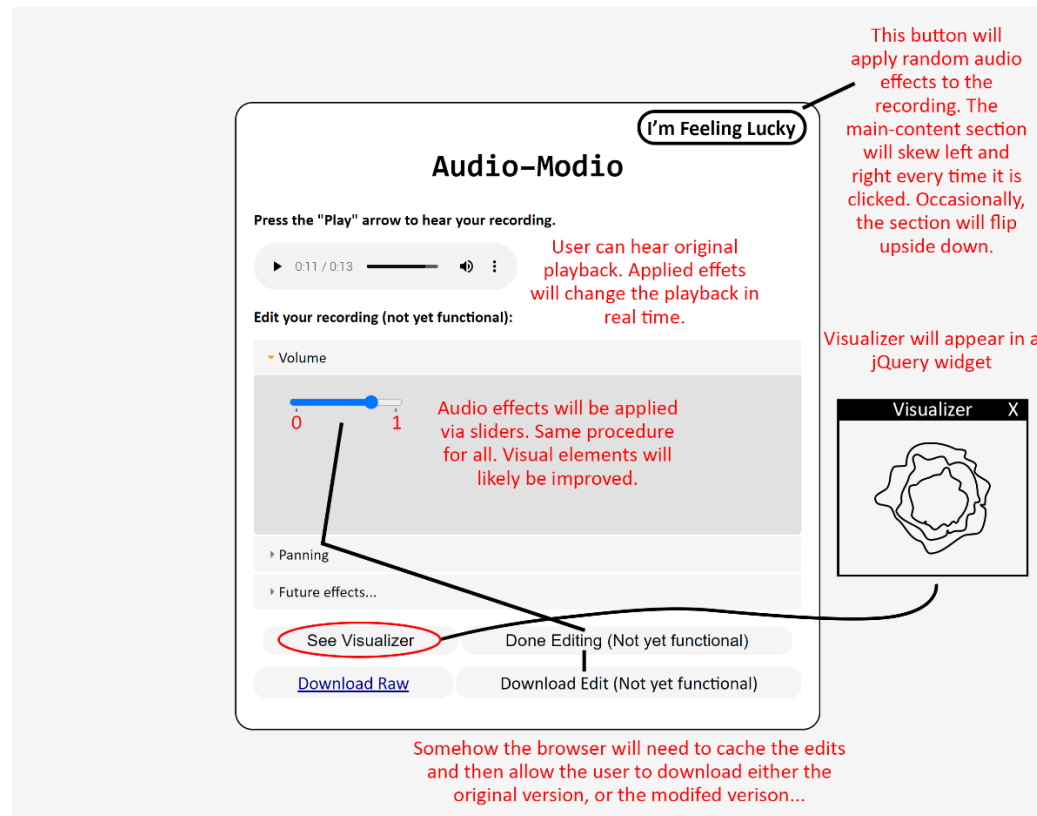 This button will
apply random audio
effects to the
recording. The
main-content section
will skew left and
right every time it is
clicked. Occasionally,
the section will flip
upside down.
I'm Feeling Lucky
Audio-Modio
Press the "Play" arrow to hear your recording.
0:11 / 0:13
User can hear original
playback. Applied effets
will change the playback in
real time.
Edit your recording (not yet functional):
Visualizer will appear in a
jQuery widget
Volume
0 1
Audio effects will be applied
via sliders. Same procedure
for all. Visual elements will
likely be improved.
Visualizer X
Panning
Future effects...
See Visualizer
Done Editing (Not yet functional)
Download Raw
Download Edit (Not yet functional)
Somehow the browser will need to cache the edits
and then allow the user to download either the
original version, or the modifed verison...